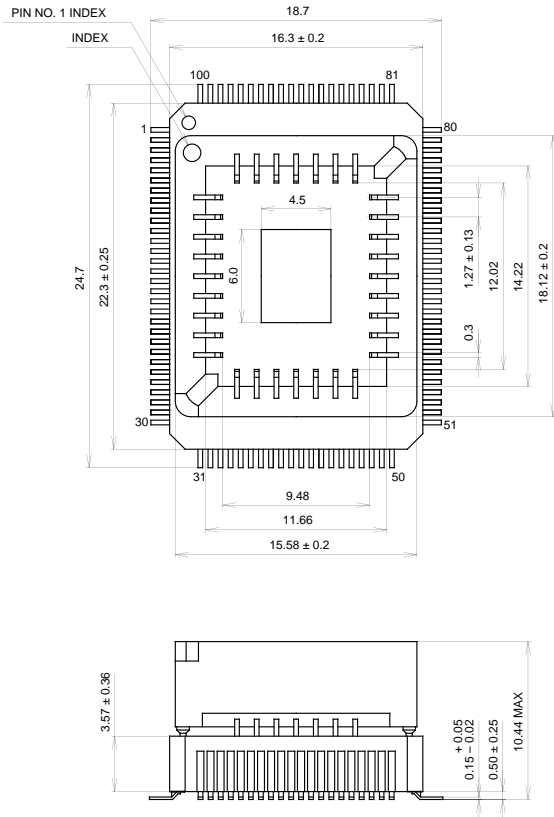 PIN NO. 1 INDEX
18.7
INDEX
16.3 ± 0.2
100
81
1
80
4.5
24.7
22.3 ± 0.25
6.0
1.27 ± 0.13
12.02
14.22
18.12 ± 0.2
0.3
30
51
31
50
9.48
11.66
15.58 ± 0.2
3.57 ± 0.36
+ 0.05
0.15 – 0.02
0.50 ± 0.25
10.44 MAX